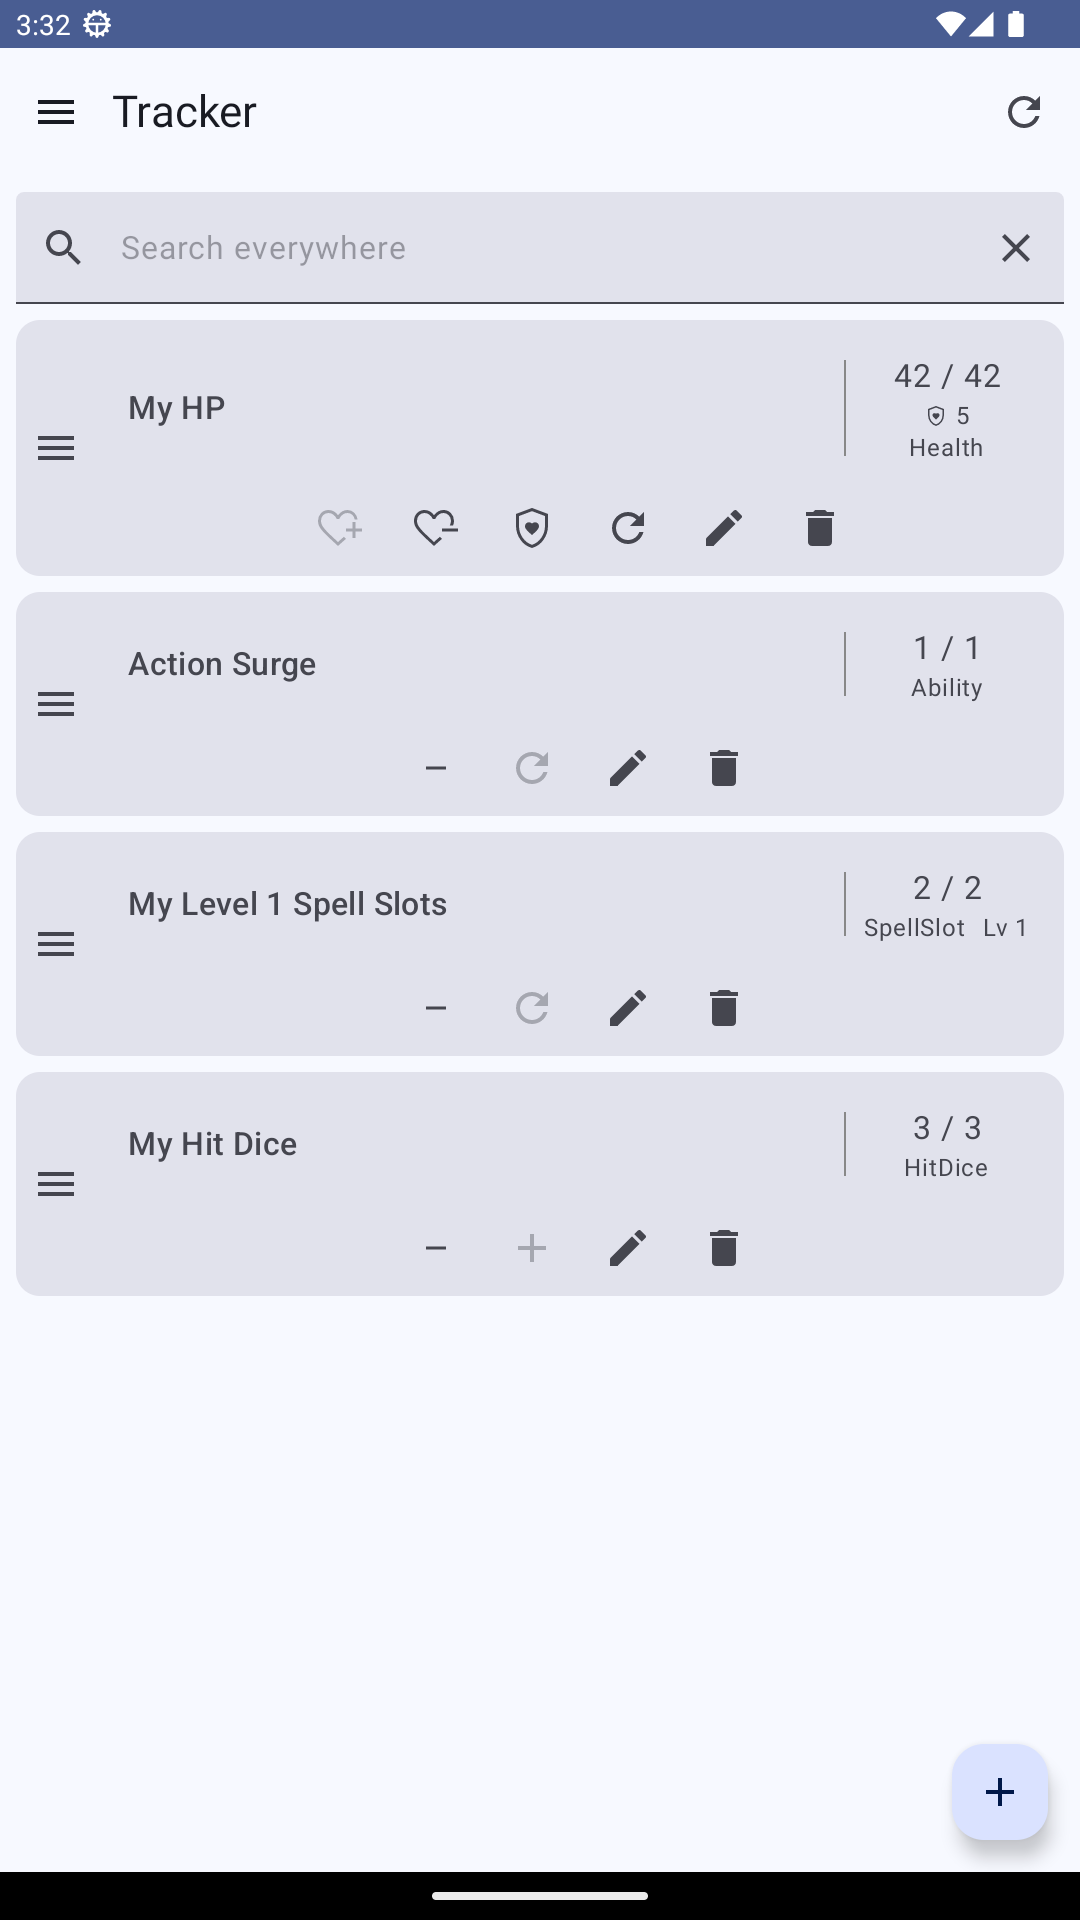 3:32
Tracker
Search everywhere
My HP
42 / 42
5
Health
Action Surge
1 / 1
Ability
My Level 1 Spell Slots
2 / 2
SpellSlot Lv 1
My Hit Dice
3 / 3
HitDice